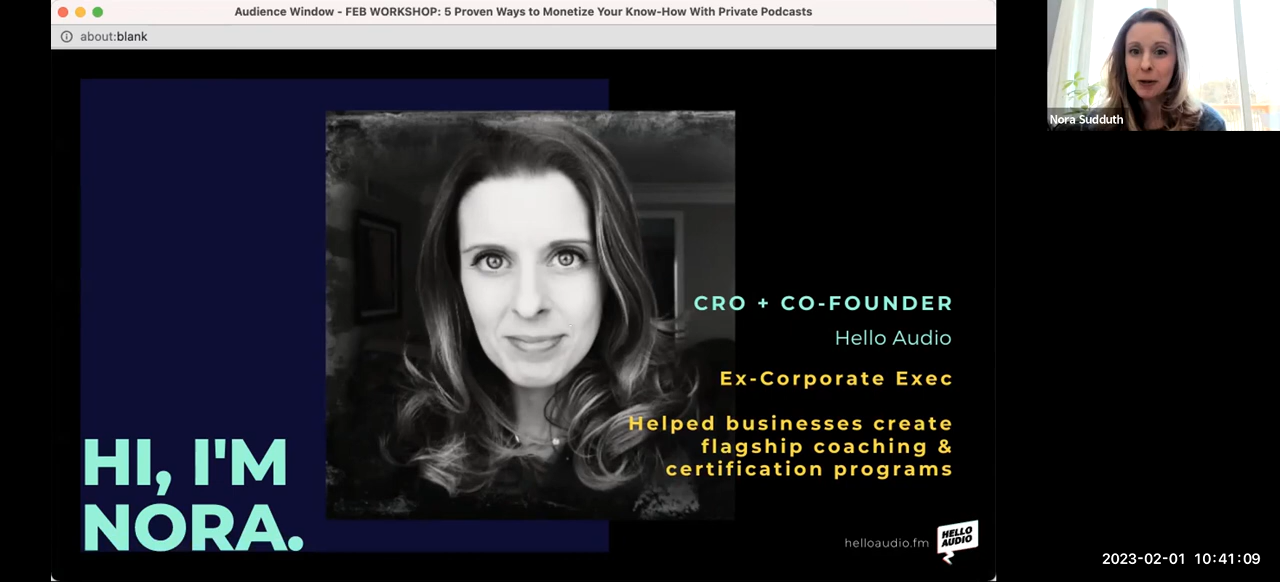 Audience Window - FEB WORKSHOP: 5 Proven Ways to Monetize Your Know-How With Private Podcasts
about:blank
Nora Sudduth
CRO + CO-FOUNDER
Hello Audio
Ex-Corporate Exec
Helped businesses create
flagship coaching &
certification programs
HI, I'M
NORA.
helloaudio.fm
HELLO
AUDIO
2023-02-01 10:41:09